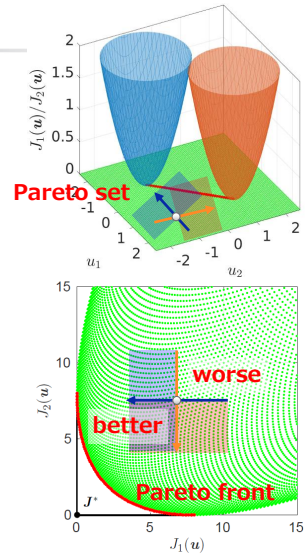 J₁(u)/J₂(u)
2
1.5
1
0.5
0
Pareto set
-2
-1
0
1
2
u₁
-2
-1
0
1
2
u₂
15
10
5
0
J₂(u)
worse
better
Pareto front
J*
0
5
10
15
J₁(u)